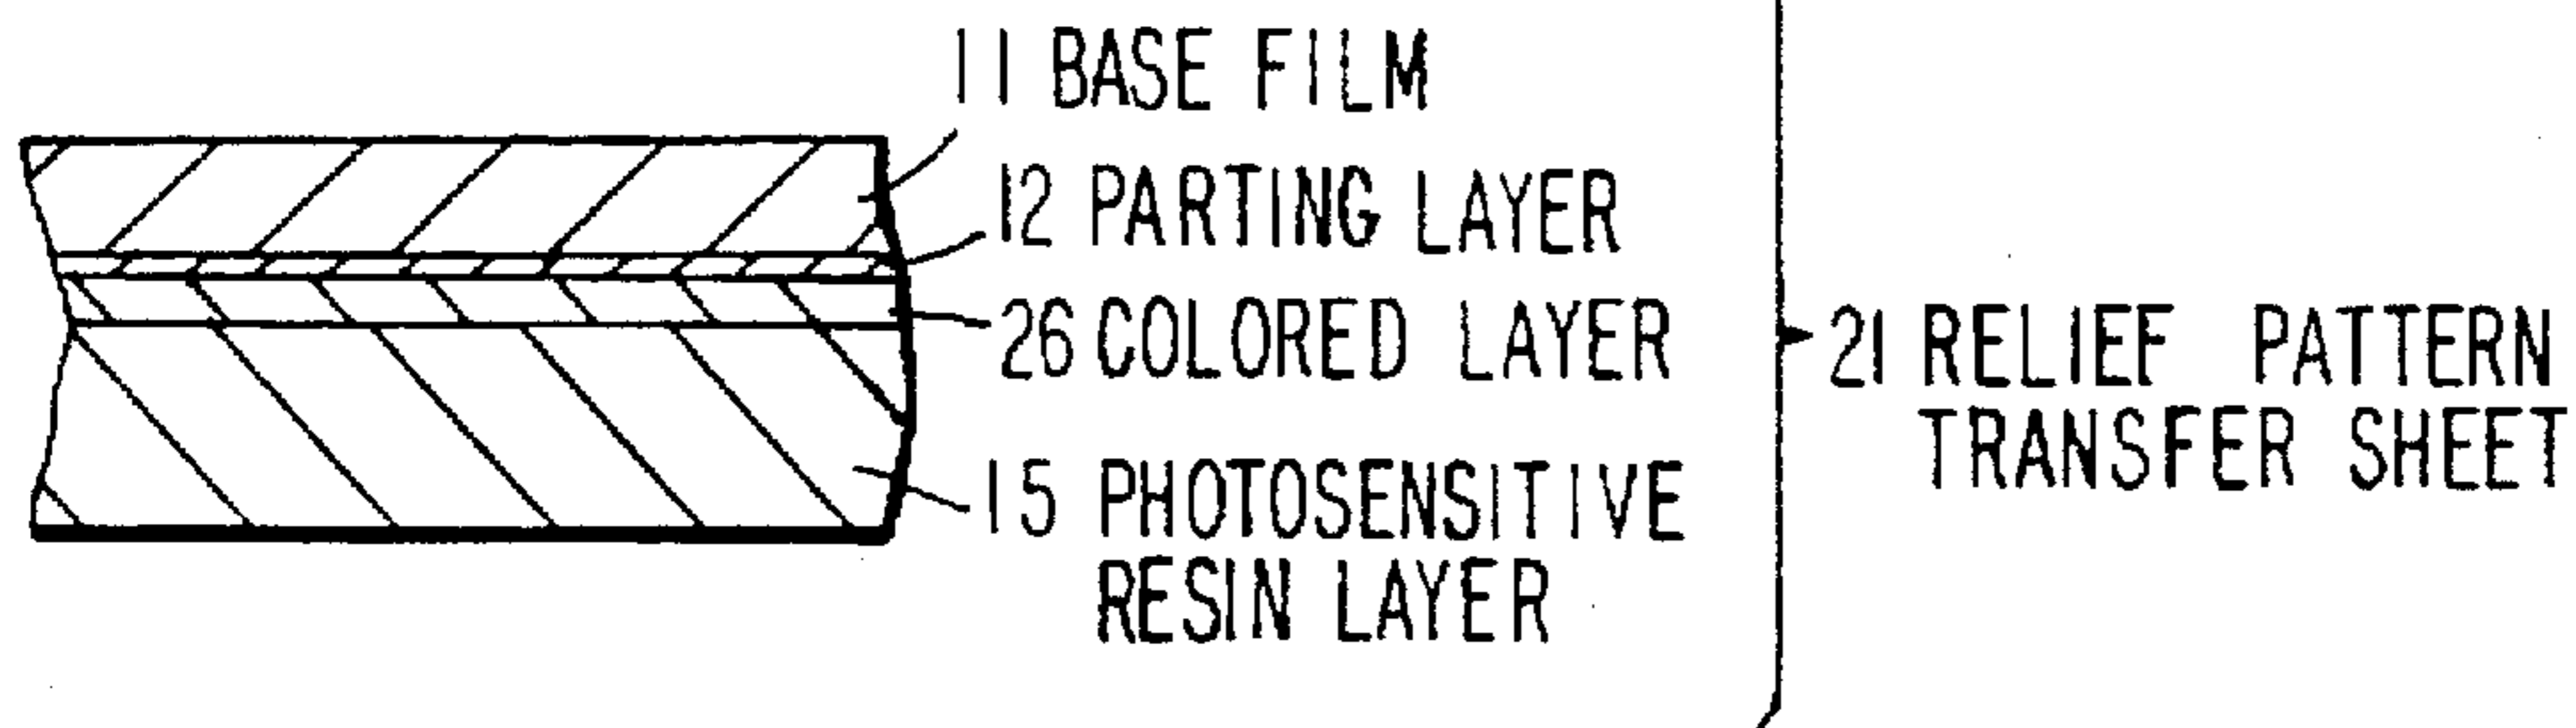 11 BASE FILM
12 PARTING LAYER
26 COLORED LAYER
15 PHOTOSENSITIVE
RESIN LAYER
21 RELIEF PATTERN
TRANSFER SHEET